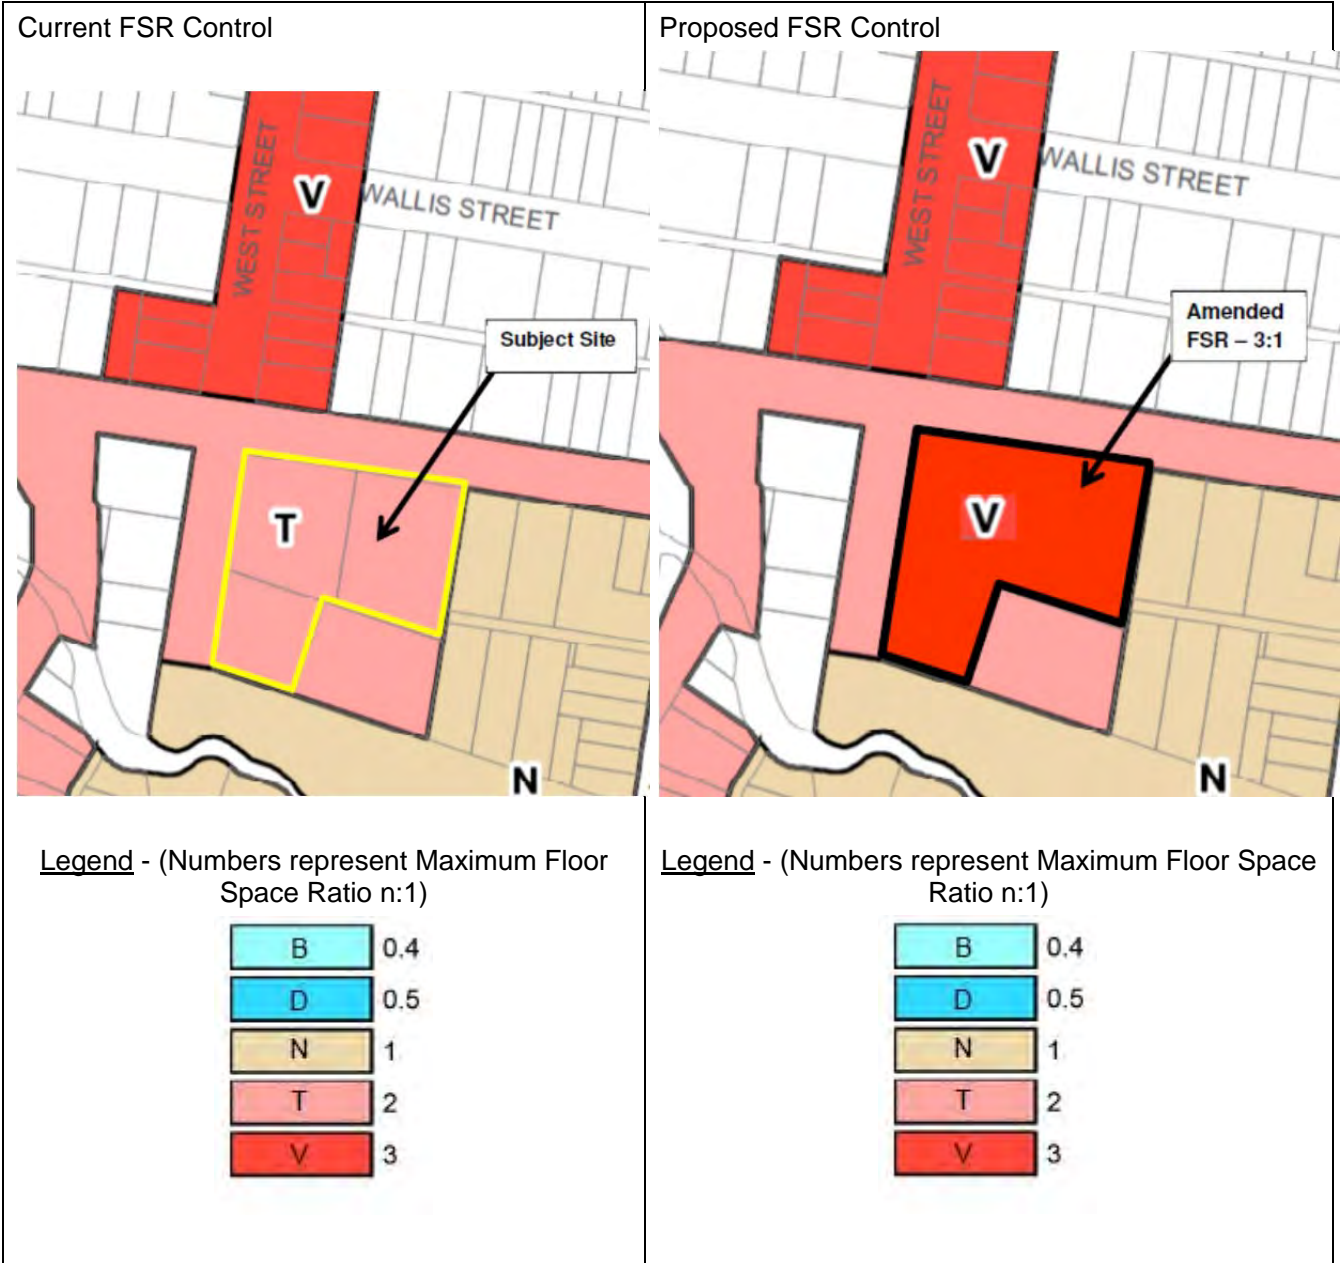 Current FSR Control
WEST STREET
V
WALLIS STREET
Subject Site
T
N
Legend - (Numbers represent Maximum Floor
Space Ratio n:1)
B 0.4
D 0.5
N 1
T 2
V 3
Proposed FSR Control
WEST STREET
V
WALLIS STREET
Amended
FSR – 3:1
V
N
Legend - (Numbers represent Maximum Floor Space
Ratio n:1)
B 0.4
D 0.5
N 1
T 2
V 3